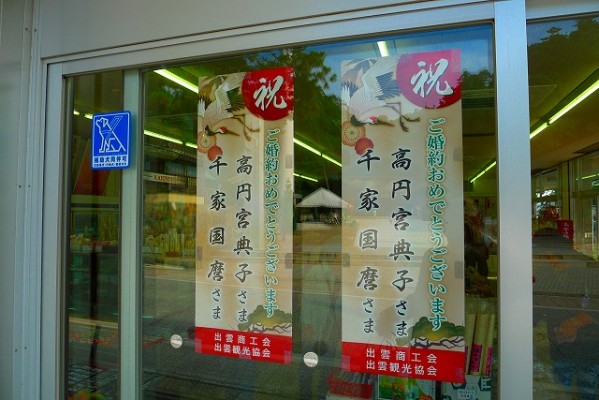 祝
ご婚約おめでとうございます
高円宮典子さま
千家国麿さま
出雲商工会
出雲観光協会
祝
ご婚約おめでとうございます
高円宮典子さま
千家国麿さま
出雲商工会
出雲観光協会